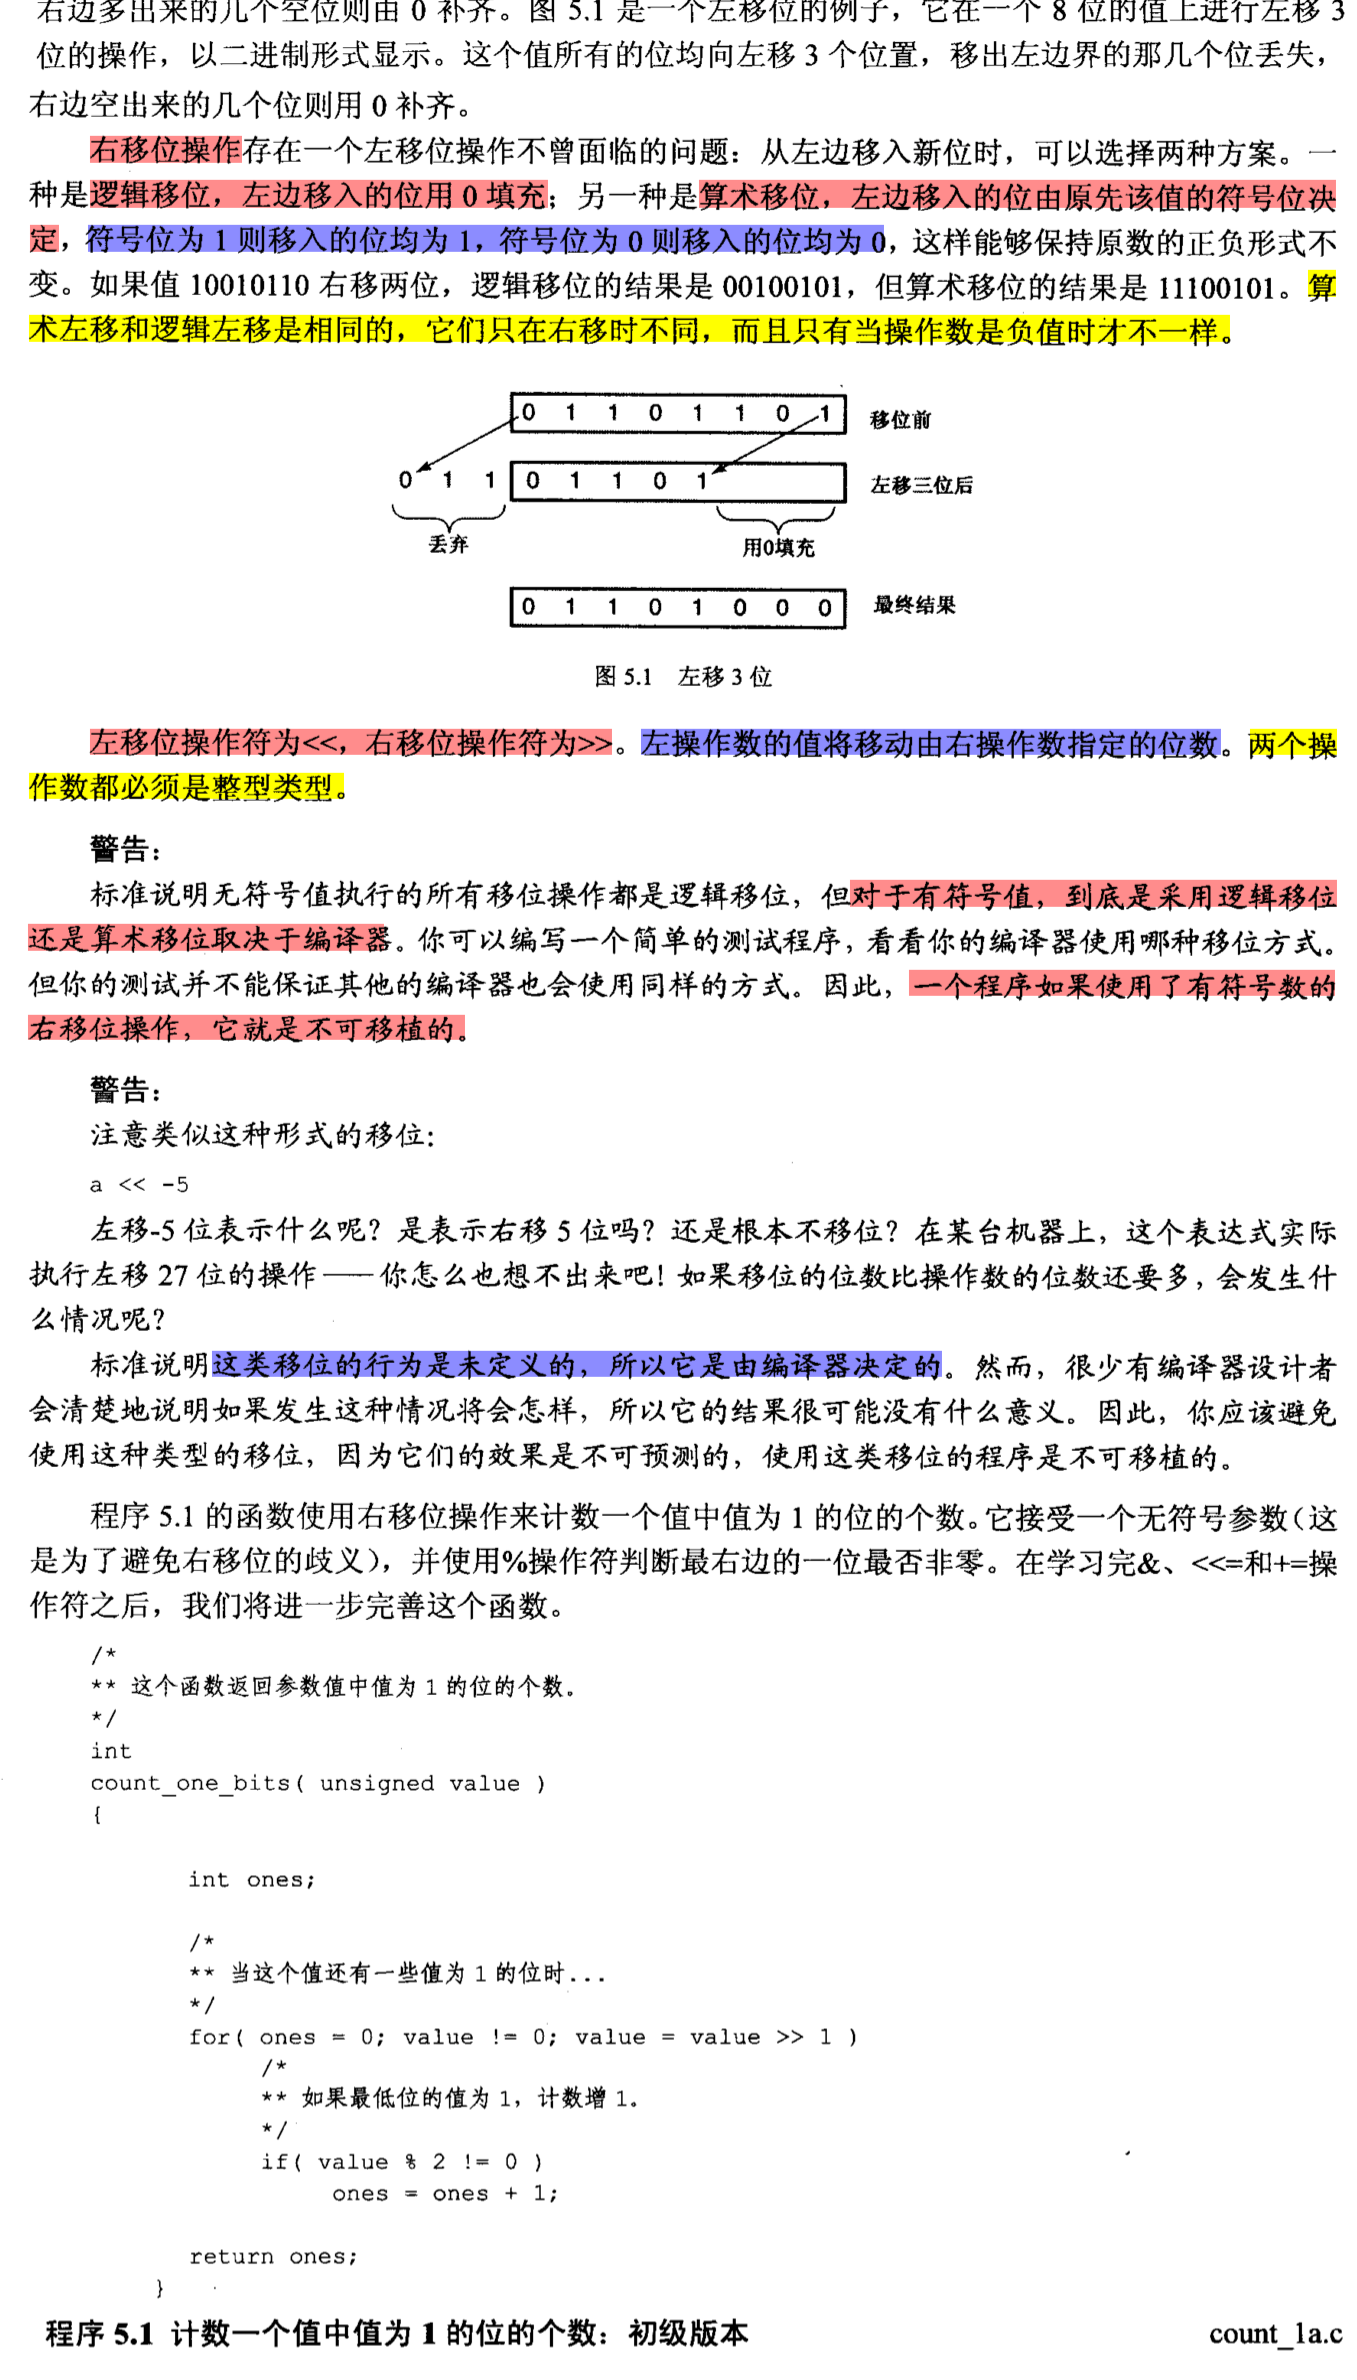 右边多出来的几个空位则由 0 补齐。图 5.1 是一个左移位的例子，它在一个 8 位的值上进行左移 3
位的操作，以二进制形式显示。这个值所有的位均向左移 3 个位置，移出左边界的那几个位丢失，
右边空出来的几个位则用 0 补齐。
右移位操作存在一个左移位操作不曾面临的问题：从左边移入新位时，可以选择两种方案。一
种是逻辑移位，左边移入的位用 0 填充；另一种是算术移位，左边移入的位由原先该值的符号位决
定，符号位为 1 则移入的位均为 1，符号位为 0 则移入的位均为 0，这样能够保持原数的正负形式不
变。如果值 10010110 右移两位，逻辑移位的结果是 00100101，但算术移位的结果是 11100101。算
术左移和逻辑左移是相同的，它们只在右移时不同，而且只有当操作数是负值时才不一样。
0 1 1 0 1 1 0 1 移位前
0 1 1 0 1 1 0 1 左移三位后
丢弃 用0填充
0 1 1 0 1 0 0 0 最终结果
图 5.1 左移 3 位
左移位操作符为<<，右移位操作符为>>。左操作数的值将移动由右操作数指定的位数。两个操
作数都必须是整型类型。
警告：
标准说明无符号值执行的所有移位操作都是逻辑移位，但对于有符号值，到底是采用逻辑移位
还是算术移位取决于编译器。你可以编写一个简单的测试程序，看看你的编译器使用哪种移位方式。
但你的测试并不能保证其他的编译器也会使用同样的方式。因此，一个程序如果使用了有符号数的
右移位操作，它就是不可移植的。
警告：
注意类似这种形式的移位：
a << -5
左移-5 位表示什么呢？是表示右移 5 位吗？还是根本不移位？在某台机器上，这个表达式实际
执行左移 27 位的操作——你怎么也想不出来吧！如果移位的位数比操作数的位数还要多，会发生什
么情况呢？
标准说明这类移位的行为是未定义的，所以它是由编译器决定的。然而，很少有编译器设计者
会清楚地说明如果发生这种情况将会怎样，所以它的结果很可能没有什么意义。因此，你应该避免
使用这种类型的移位，因为它们的效果是不可预测的，使用这类移位的程序是不可移植的。
程序 5.1 的函数使用右移位操作来计数一个值中值为 1 的位的个数。它接受一个无符号参数（这
是为了避免右移位的歧义），并使用%操作符判断最右边的一位最否非零。在学习完&、<<=和+=操
作符之后，我们将进一步完善这个函数。
/*
** 这个函数返回参数值中值为 1 的位的个数。
*/
int
count_one_bits( unsigned value )
{
int ones;
/*
** 当这个值还有一些值为 1 的位时...
*/
for( ones = 0; value != 0; value = value >> 1 )
/*
** 如果最低位的值为 1，计数增 1。
*/
if( value % 2 != 0 )
ones = ones + 1;
return ones;
}
程序 5.1 计数一个值中值为 1 的位的个数：初级版本 count_1a.c